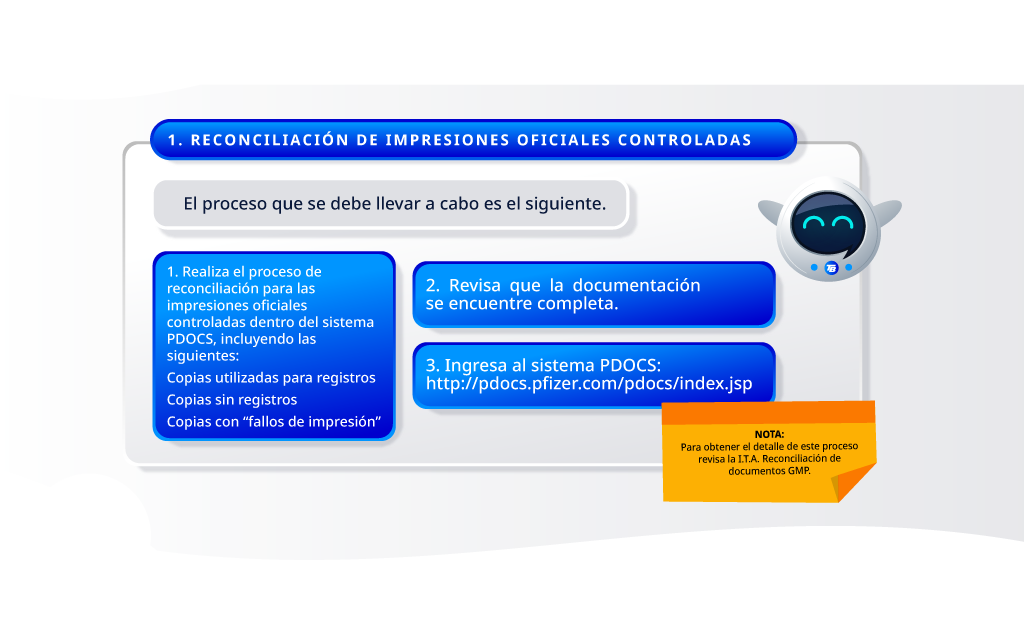 1. RECONCILIACIÓN DE IMPRESIONES OFICIALES CONTROLADAS
El proceso que se debe llevar a cabo es el siguiente.
1. Realiza el proceso de
reconciliación para las
impresiones oficiales
controladas dentro del sistema
PDOCS, incluyendo las
siguientes:
Copias utilizadas para registros
Copias sin registros
Copias con “fallos de impresión”
2. Revisa que la documentación
se encuentre completa.
3. Ingresa al sistema PDOCS:
http://pdocs.pfizer.com/pdocs/index.jsp
NOTA:
Para obtener el detalle de este proceso
revisa la I.T.A. Reconciliación de
documentos GMP.